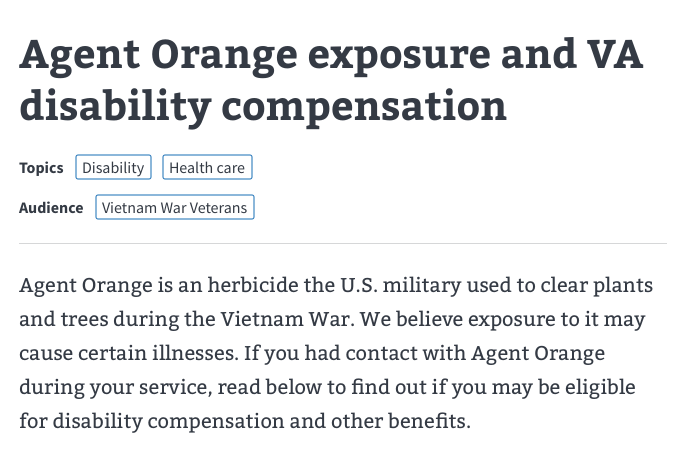 Agent Orange exposure and VA
disability compensation
Topics Disability Health care
Audience Vietnam War Veterans
Agent Orange is an herbicide the U.S. military used to clear plants
and trees during the Vietnam War. We believe exposure to it may
cause certain illnesses. If you had contact with Agent Orange
during your service, read below to find out if you may be eligible
for disability compensation and other benefits.